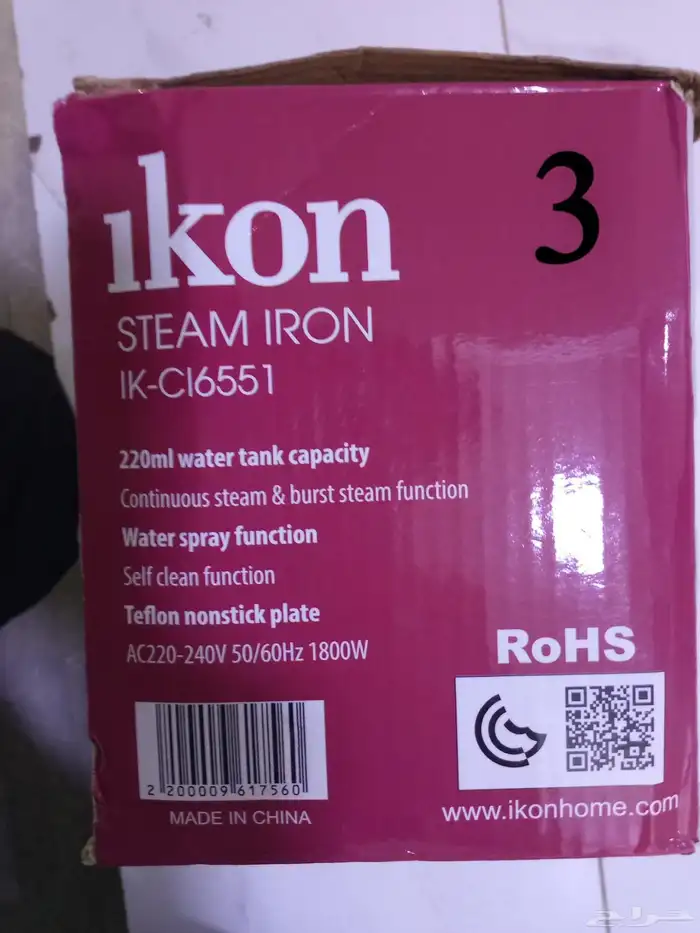 ikon
3
STEAM IRON
IK-CI6551
220ml water tank capacity
Continuous steam & burst steam function
Water spray function
Self clean function
Teflon nonstick plate
AC220-240V 50/60Hz 1800W
RoHS
2 200009 617560
MADE IN CHINA
www.ikonhome.com
حراج